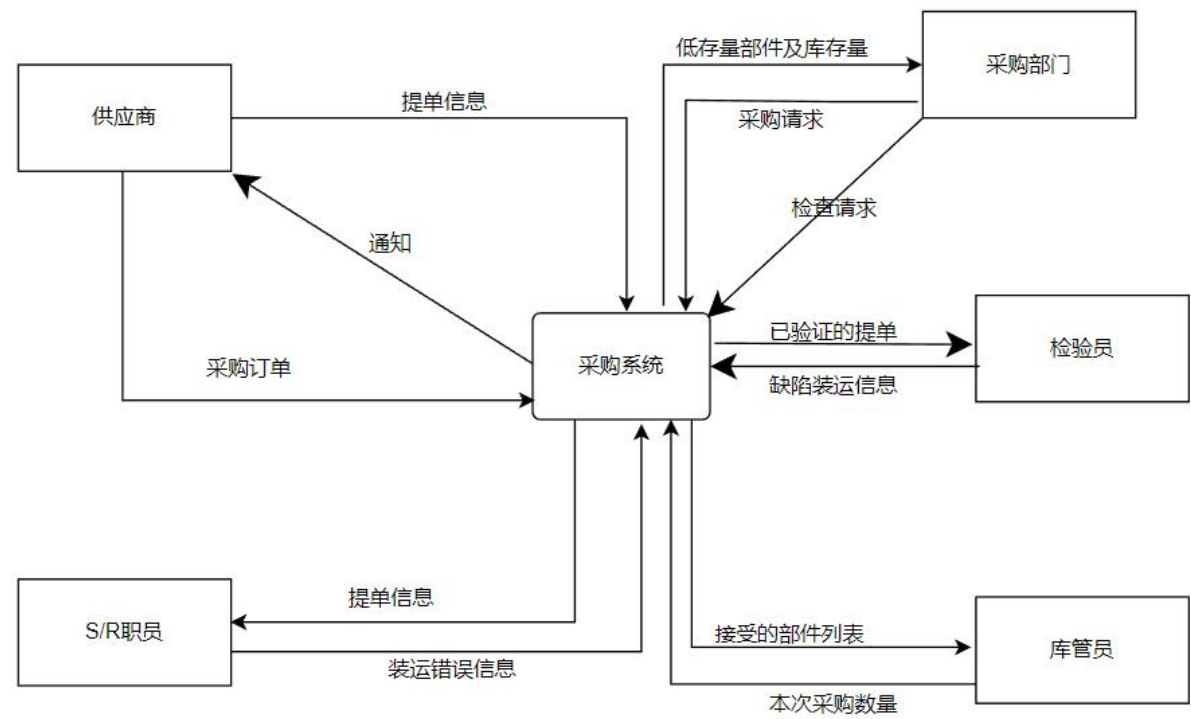 低存量部件及库存量
采购部门
供应商
提单信息
采购请求
检查请求
通知
已验证的提单
检验员
采购系统
采购订单
缺陷装运信息
提单信息
S/R职员
接受的部件列表
库管员
装运错误信息
本次采购数量